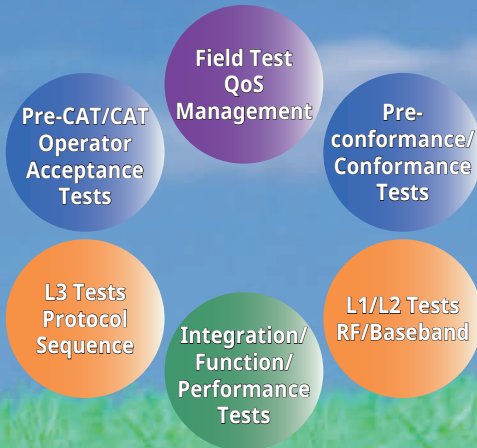 Field Test
QoS
Management
Pre-CAT/CAT
Operator
Acceptance
Tests
Pre-
conformance/
Conformance
Tests
L3 Tests
Protocol
Sequence
L1/L2 Tests
RF/Baseband
Integration/
Function/
Performance
Tests